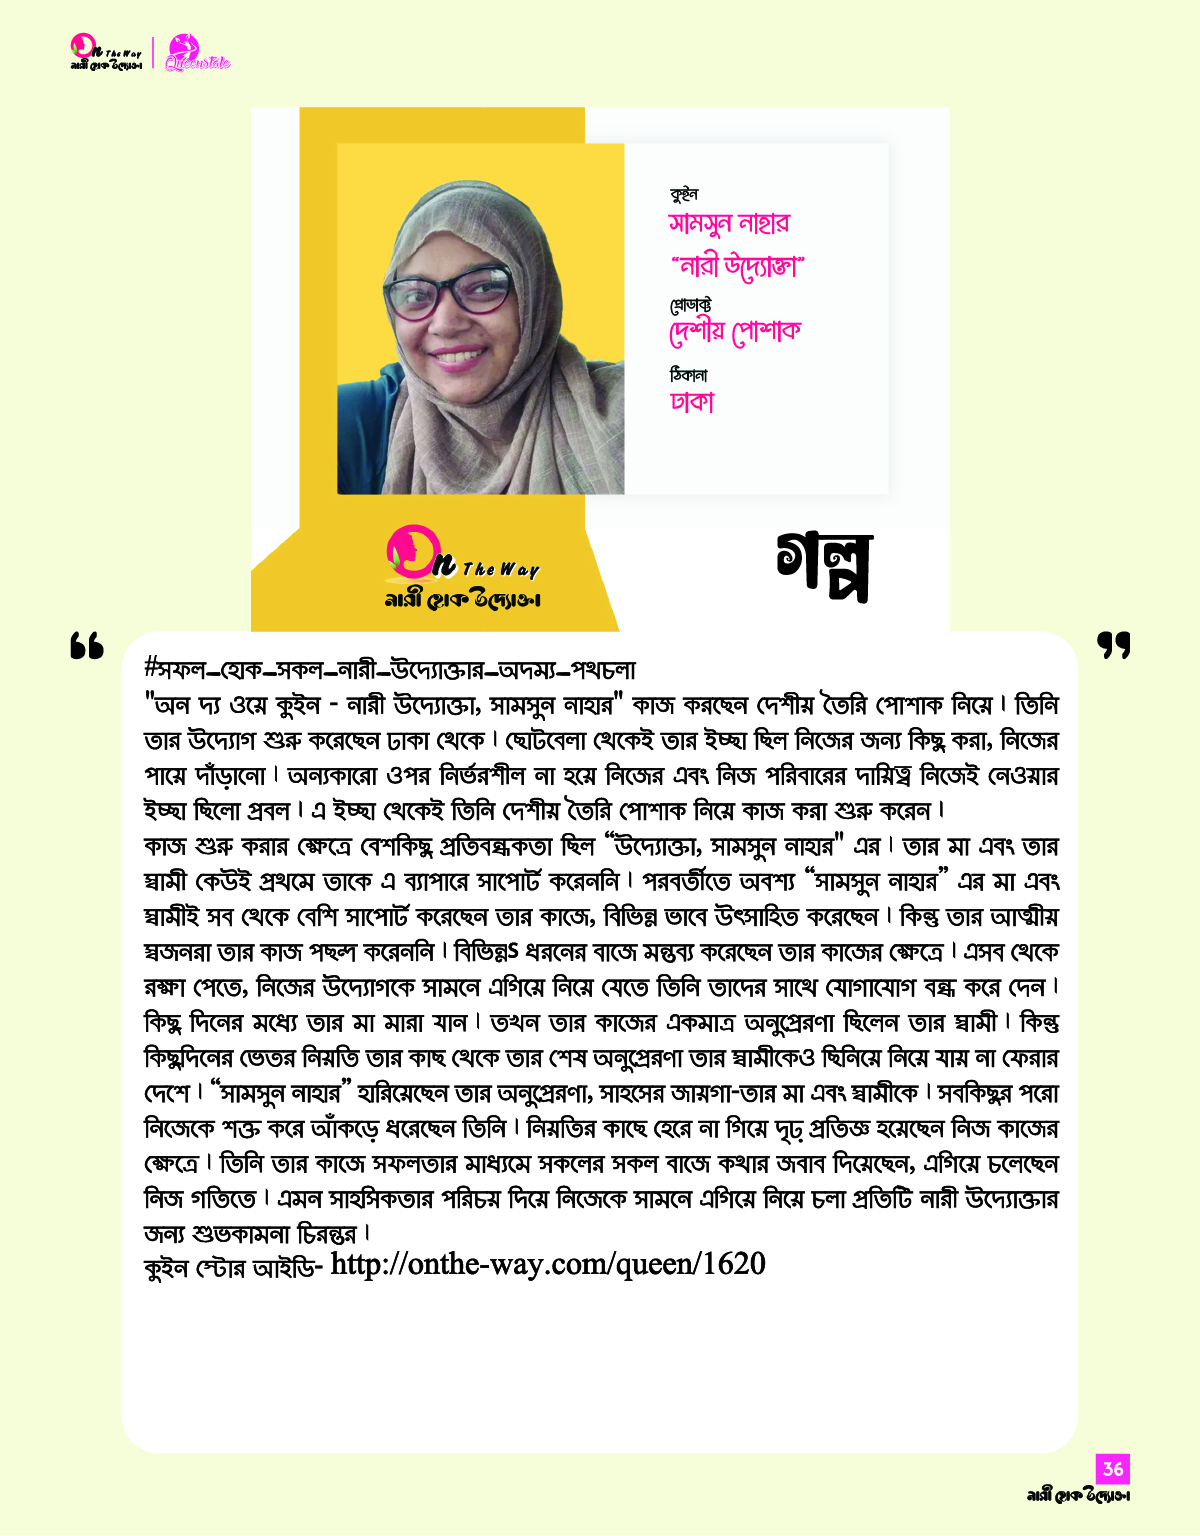 On The Way
নারী হোক উদ্যোক্তা
Queenstale
কুইন
সামসুন নাহার
“নারী উদ্যোক্তা”
প্রোডাক্ট
দেশীয় পোশাক
ঠিকানা
ঢাকা
On The Way
নারী হোক উদ্যোক্তা
গল্প
“
”
#সফল_হোক_সকল_নারী_উদ্যোক্তার_অদম্য_পথচলা
"অন দ্য ওয়ে কুইন - নারী উদ্যোক্তা, সামসুন নাহার" কাজ করছেন দেশীয় তৈরি পোশাক নিয়ে। তিনি
তার উদ্যোগ শুরু করেছেন ঢাকা থেকে। ছোটবেলা থেকেই তার ইচ্ছা ছিল নিজের জন্য কিছু করা, নিজের
পায়ে দাঁড়ানো। অন্যকারো ওপর নির্ভরশীল না হয়ে নিজের এবং নিজ পরিবারের দায়িত্ব নিজেই নেওয়ার
ইচ্ছা ছিলো প্রবল। এ ইচ্ছা থেকেই তিনি দেশীয় তৈরি পোশাক নিয়ে কাজ করা শুরু করেন।
কাজ শুরু করার ক্ষেত্রে বেশকিছু প্রতিবন্ধকতা ছিল “উদ্যোক্তা, সামসুন নাহার" এর। তার মা এবং তার
স্বামী কেউই প্রথমে তাকে এ ব্যাপারে সাপোর্ট করেননি। পরবর্তীতে অবশ্য “সামসুন নাহার” এর মা এবং
স্বামীই সব থেকে বেশি সাপোর্ট করেছেন তার কাজে, বিভিন্ন ভাবে উৎসাহিত করেছেন। কিন্তু তার আত্মীয়
স্বজনরা তার কাজ পছন্দ করেননি। বিভিন্নs ধরনের বাজে মন্তব্য করেছেন তার কাজের ক্ষেত্রে। এসব থেকে
রক্ষা পেতে, নিজের উদ্যোগকে সামনে এগিয়ে নিয়ে যেতে তিনি তাদের সাথে যোগাযোগ বন্ধ করে দেন।
কিছু দিনের মধ্যে তার মা মারা যান। তখন তার কাজের একমাত্র অনুপ্রেরণা ছিলেন তার স্বামী। কিন্তু
কিছুদিনের ভেতর নিয়তি তার কাছ থেকে তার শেষ অনুপ্রেরণা তার স্বামীকেও ছিনিয়ে নিয়ে যায় না ফেরার
দেশে। “সামসুন নাহার” হারিয়েছেন তার অনুপ্রেরণা, সাহসের জায়গা-তার মা এবং স্বামীকে। সবকিছুর পরো
নিজেকে শক্ত করে আঁকড়ে ধরেছেন তিনি। নিয়তির কাছে হেরে না গিয়ে দৃঢ় প্রতিজ্ঞ হয়েছেন নিজ কাজের
ক্ষেত্রে। তিনি তার কাজে সফলতার মাধ্যমে সকলের সকল বাজে কথার জবাব দিয়েছেন, এগিয়ে চলেছেন
নিজ গতিতে। এমন সাহসিকতার পরিচয় দিয়ে নিজেকে সামনে এগিয়ে নিয়ে চলা প্রতিটি নারী উদ্যোক্তার
জন্য শুভকামনা চিরন্তর।
কুইন স্টোর আইডি- http://onthe-way.com/queen/1620
36
নারী হোক উদ্যোক্তা